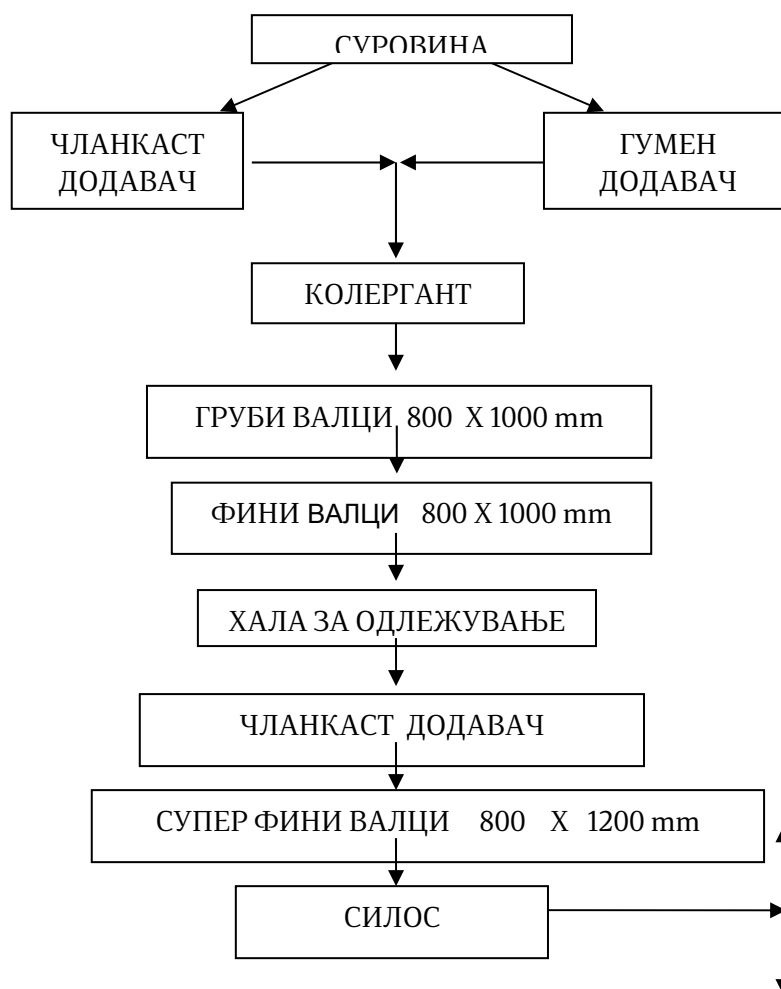 СУРОВИНА
ЧЛАНКАСТ
ДОДАВАЧ
ГУМЕН
ДОДАВАЧ
КОЛЕРГАНТ
ГРУБИ ВАЛЦИ 800 X 1000 mm
ФИНИ ВАЛЦИ 800 X 1000 mm
ХАЛА ЗА ОДЛЕЖУВАЊЕ
ЧЛАНКАСТ ДОДАВАЧ
СУПЕР ФИНИ ВАЛЦИ 800 X 1200 mm
СИЛОС